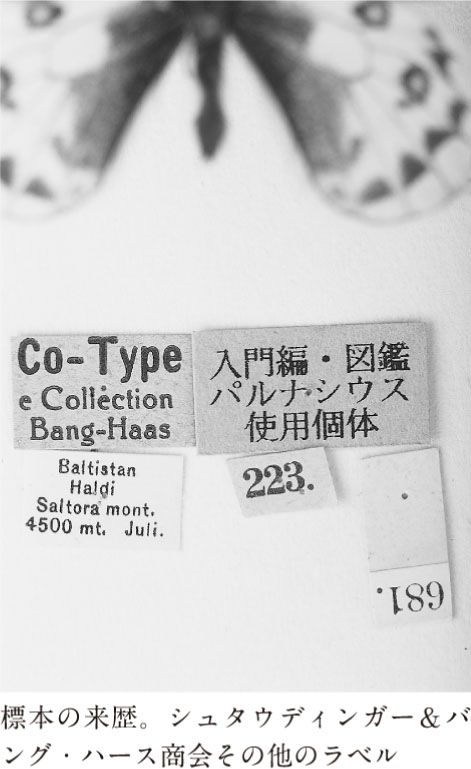 Co-Type
e Collection
Bang-Haas
入門編・図鑑
パルナシウス
使用個体
Baltistan
Haldi
Saltora mont.
4500 mt. Juli.
223.
681.
標本の来歴。シュタウディンガー＆バ
ング・ハース商会その他のラベル